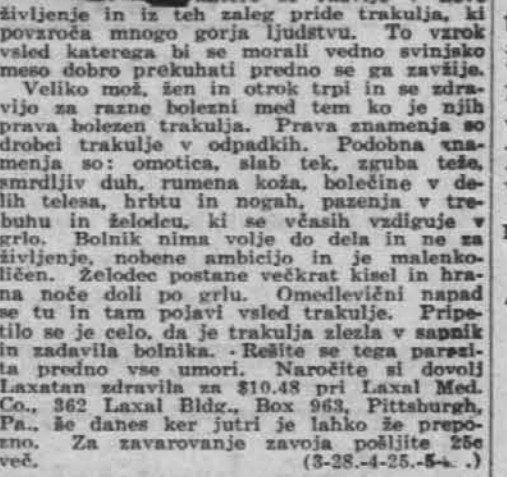 življenje in iz teh zaleg pride trakulja, ki
povzroča mnogo gorja ljudstvu. To vzrok
vsled katerega bi se morali vedno svinjsko
meso dobro prekuhati predno se ga zavžije.
Veliko mož, žen in otrok trpi in se zdra-
vijo za razne bolezni med tem ko je njih
prava bolezen trakulja. Prava znamenja so
drobci trakulje v odpadkih. Podobna zna-
menja so: omotica, slab tek, zguba teže,
smrdljiv duh, rumena koža, bolečine v de-
lih telesa, hrbtu in nogah, pazenja v tre-
buhu in želodcu, ki se včasih vzdiguje v
grlo. Bolnik nima volje do dela in ne za
življenje, nobene ambicijo in je malenko-
ličen. Želodec postane večkrat kisel in hra-
na noče doli po grlu. Omedlevični napad
se tu in tam pojavi vsled trakulje. Pripe-
tilo se je celo, da je trakulja zlezla v sapnik
in zadavila bolnika. - Rešite se tega parazi-
ta predno vse umori. Naročite si dovolj
Laxatan zdravila za $10.48 pri Laxal Med.
Co., 362 Laxal Bldg., Box 963, Pittsburgh,
Pa., še danes ker jutri je lahko že prepo-
zno. Za zavarovanje zavoja pošljite 25c
več. (3-28.-4-25.-5- .)